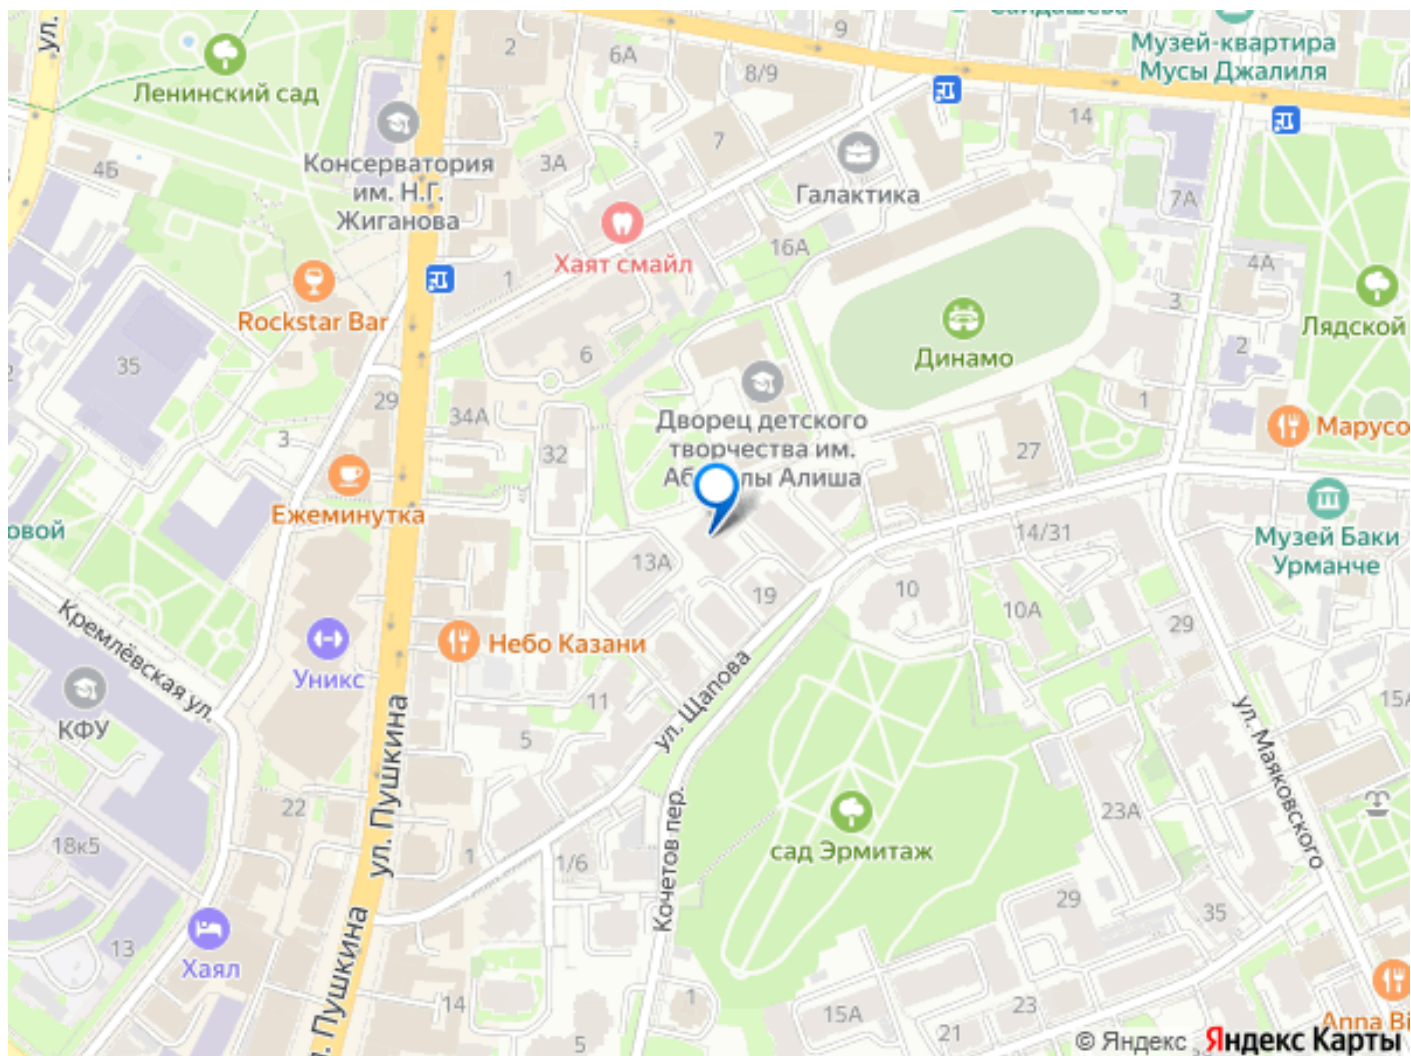 ул.
2
6А
9
8/9
Музей-квартира
Мусы Джалиля
Ленинский сад
14
4Б
Консерватория
им. Н.Г.
Жиганова
3А
7
Галактика
7А
16А
Хаят смайл
1
4А
3
Rockstar Bar
Лядской
35
6
Динамо
2
29
34А
Дворец детского
творчества им.
лы Алиша
1
Марусо
3
32
27
Ежеминутка
овой
13А
14/31
Музей Баки
Урманче
19
10
10А
29
Кремлёвская ул.
Небо Казани
Уникс
КФУ
11
ул. Щапова
5
ул. Маяковского
15А
ул. Пушкина
22
Кочетов пер.
23А
18к5
1
1/6
сад Эрмитаж
29
35
13
Хаял
Пушкина
14
1
15А
23
21
5
Anna Bi
© Яндекс Яндекс Карты